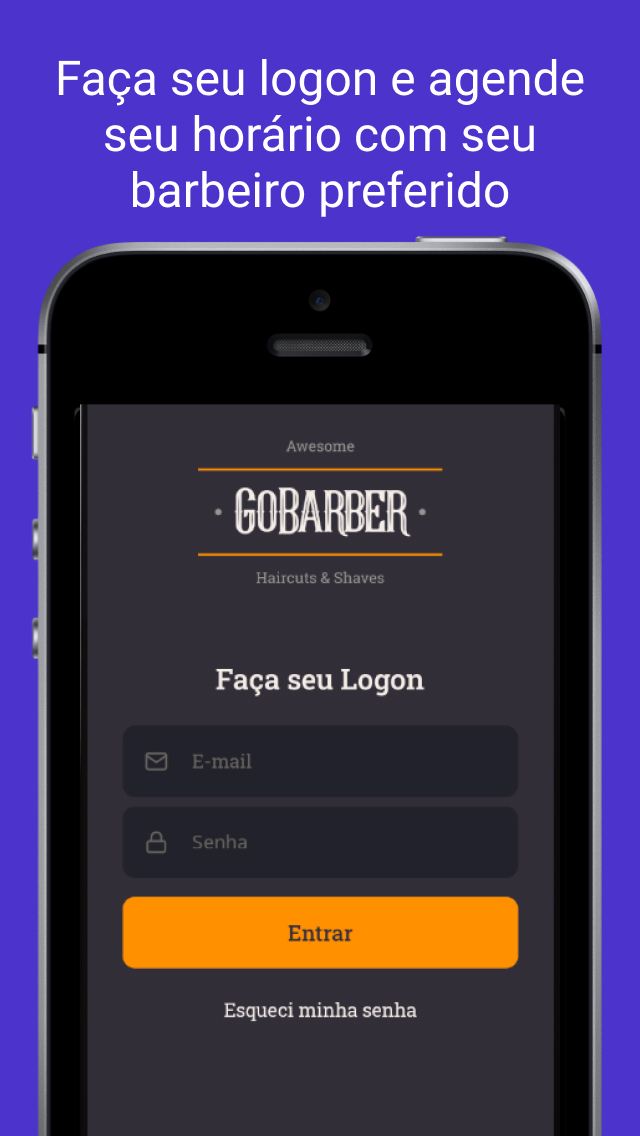 Faça seu logon e agende
seu horário com seu
barbeiro preferido
Awesome
GOBARBER
Haircuts & Shaves
Faça seu Logon
E-mail
Senha
Entrar
Esqueci minha senha